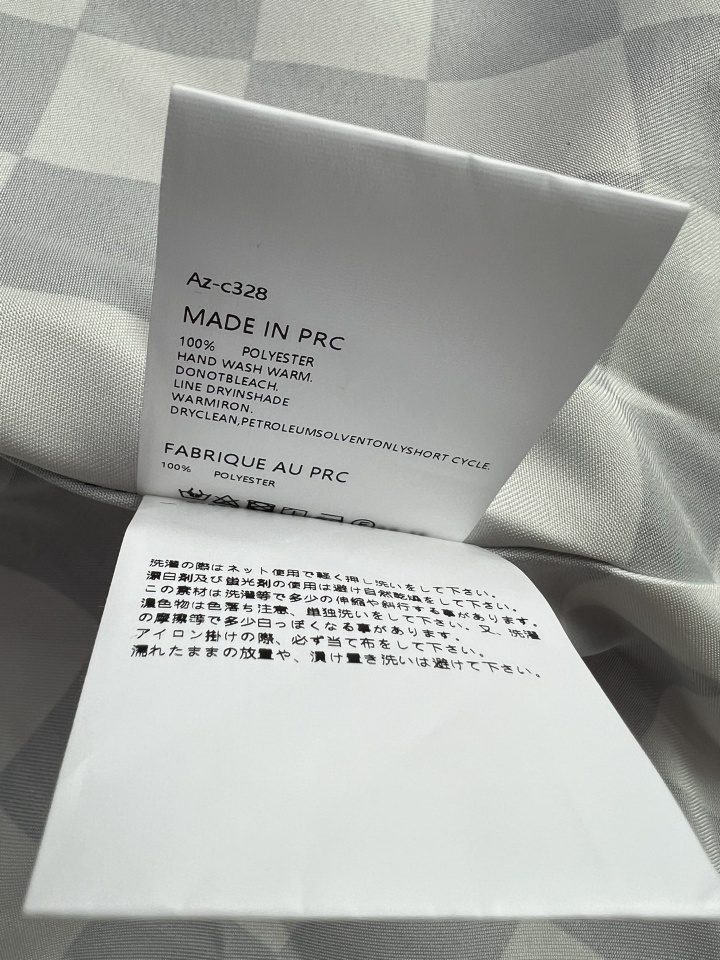 Az-c328
MADE IN PRC
100% POLYESTER
HAND WASH WARM.
DONOTBLEACH.
LINE DRYINSHADE
WARMIRON.
DRYCLEAN,PETROLEUMSOLVENTONLYSHORT CYCLE.
FABRIQUE AU PRC
100% POLYESTER
洗濯の際はネット使用で軽く押し洗いをして下さい。
漂白剤及び蛍光剤の使用は避け自然乾燥をして下さい。
この素材は洗濯等で多少の伸縮や斜行する事があります。
濃色物は色落ち注意、単独洗いをして下さい。又、洗濯
の摩擦等で多少白っぽくなる事があります。
アイロン掛けの際、必ず当て布をして下さい。
濡れたままの放置や、漬け置き洗いは避けて下さい。